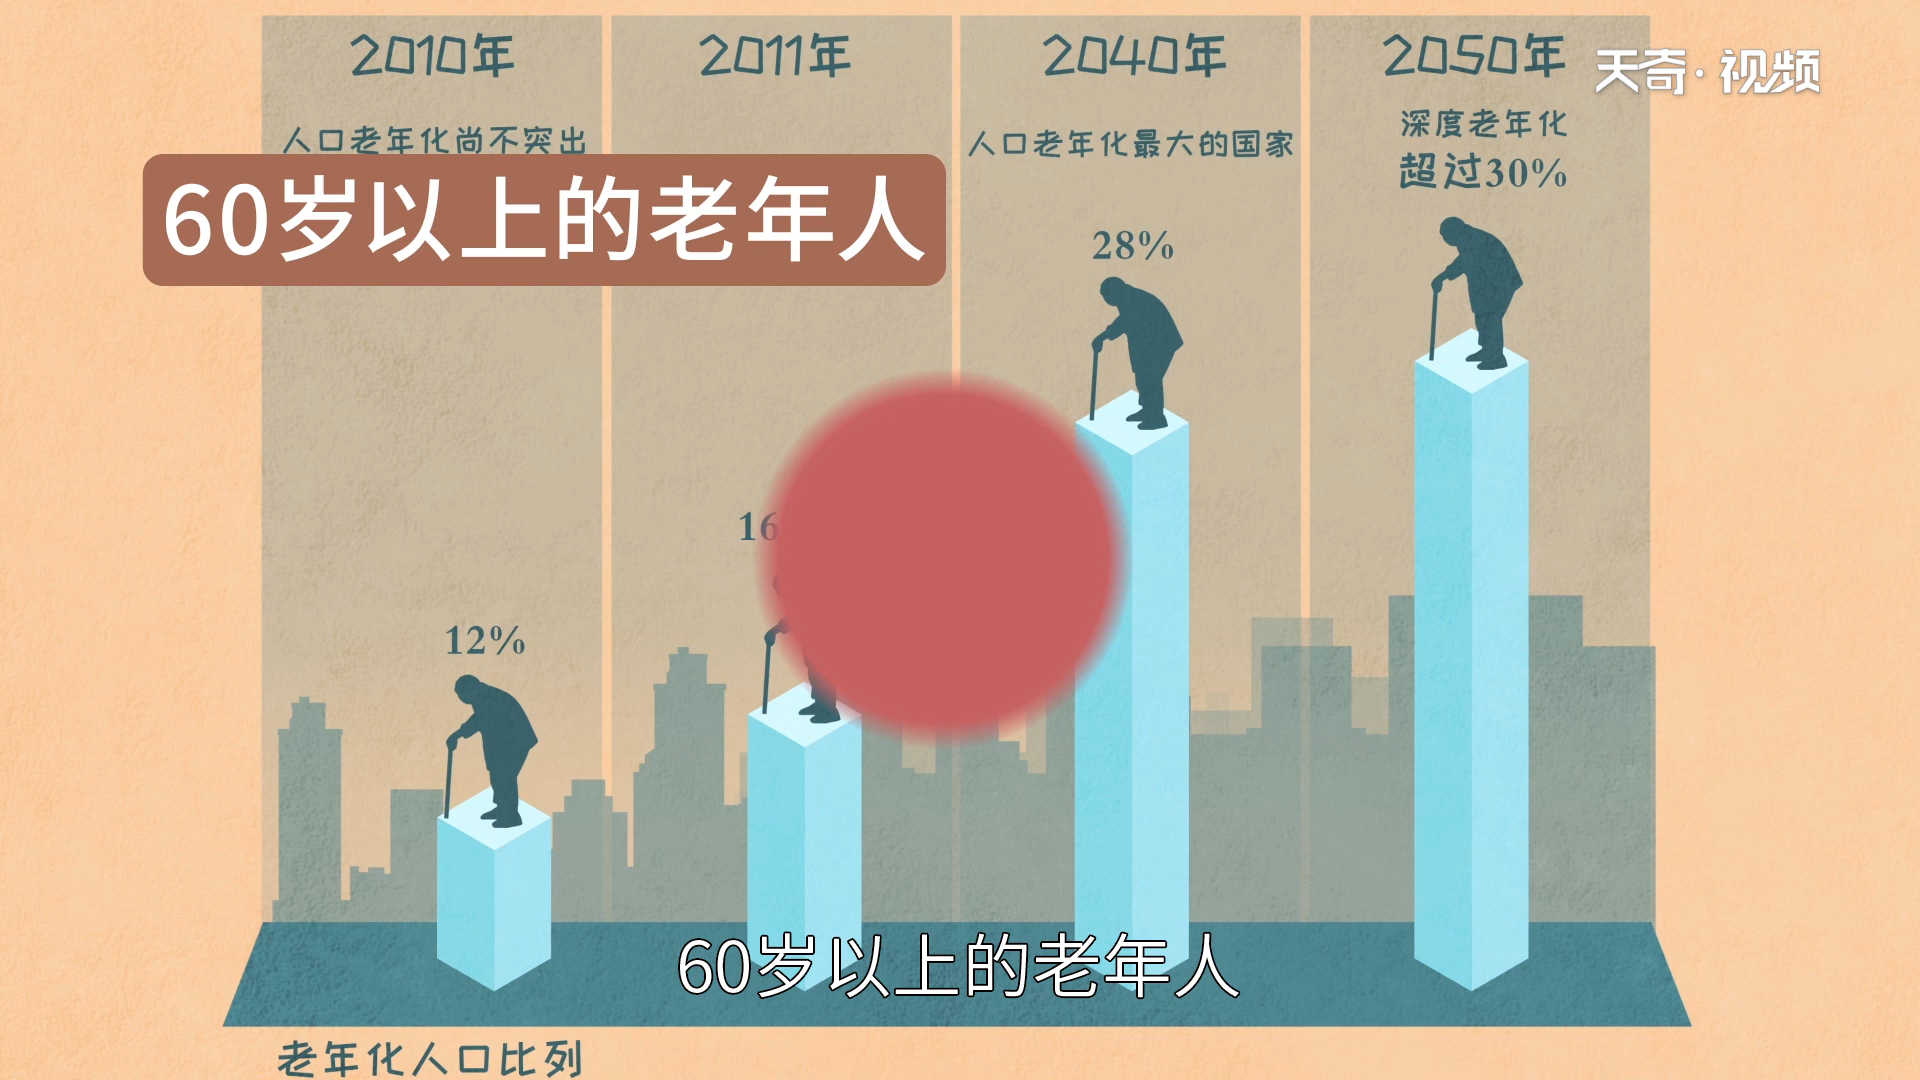 2010年
2011年
2040年
2050年
天奇·视频
人口老年化尚不突出
人口老年化最大的国家
深度老年化
超过30%
60岁以上的老年人
28%
16
12%
60岁以上的老年人
老年化人口比列